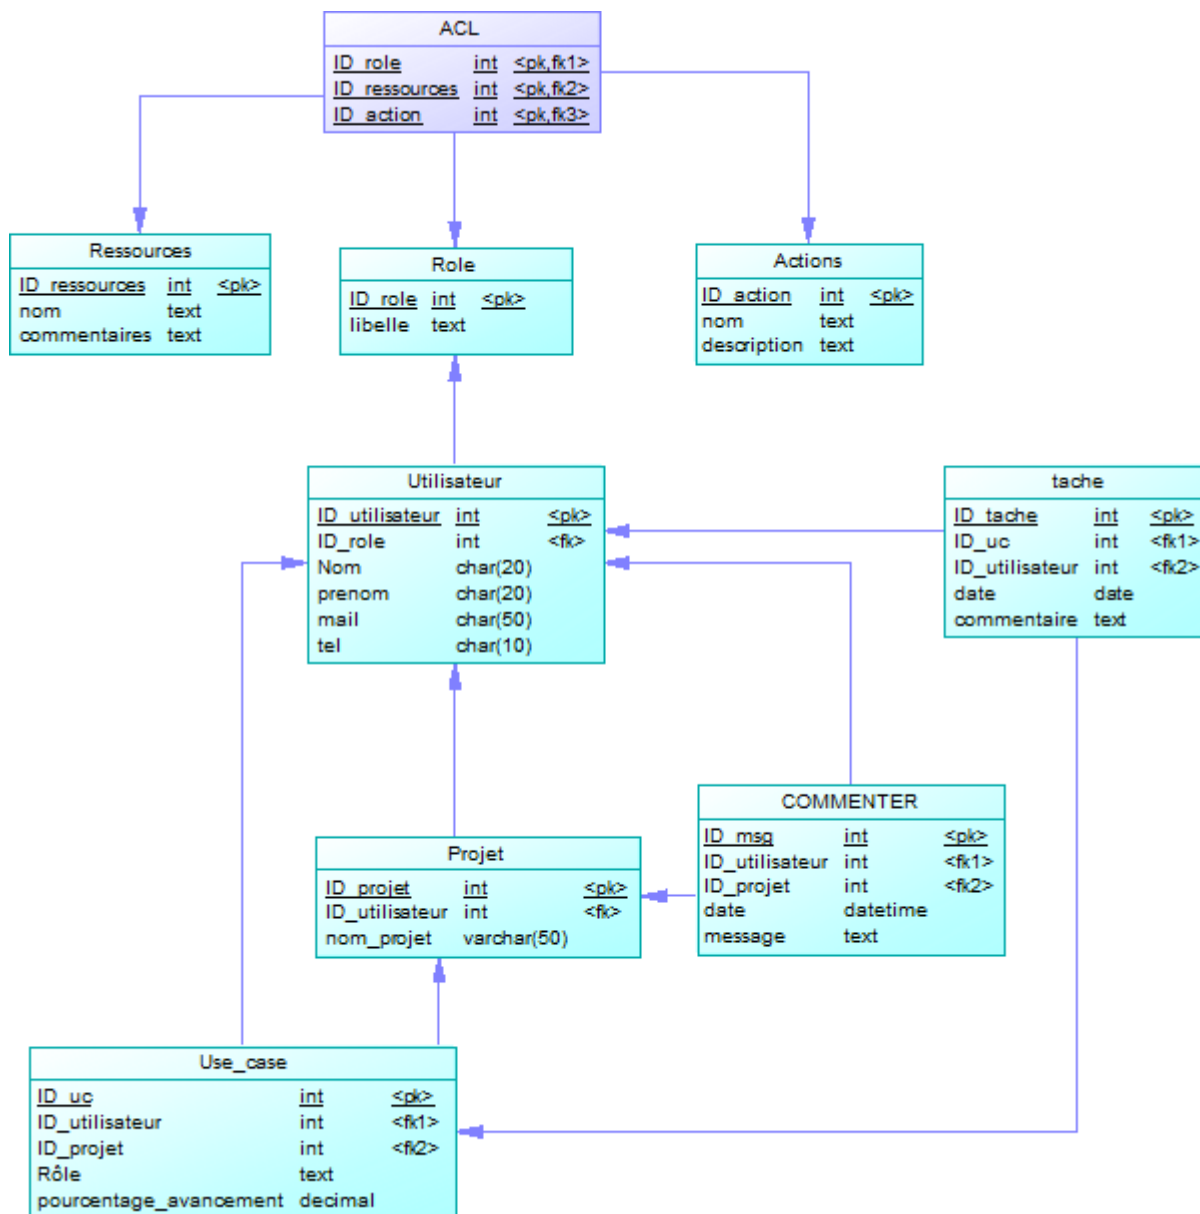 ACL
ID_role int <pk,fk1>
ID_ressources int <pk,fk2>
ID_action int <pk,fk3>
Ressources
ID_ressources int <pk>
nom text
commentaires text
Role
ID_role int <pk>
libelle text
Actions
ID_action int <pk>
nom text
description text
Utilisateur
ID_utilisateur int <pk>
ID_role int <fk>
Nom char(20)
prenom char(20)
mail char(50)
tel char(10)
tache
ID_tache int <pk>
ID_uc int <fk1>
ID_utilisateur int <fk2>
date date
commentaire text
COMMENTER
ID_msg int <pk>
ID_utilisateur int <fk1>
ID_projet int <fk2>
date datetime
message text
Projet
ID_projet int <pk>
ID_utilisateur int <fk>
nom_projet varchar(50)
Use_case
ID_uc int <pk>
ID_utilisateur int <fk1>
ID_projet int <fk2>
Rôle text
pourcentage_avancement decimal